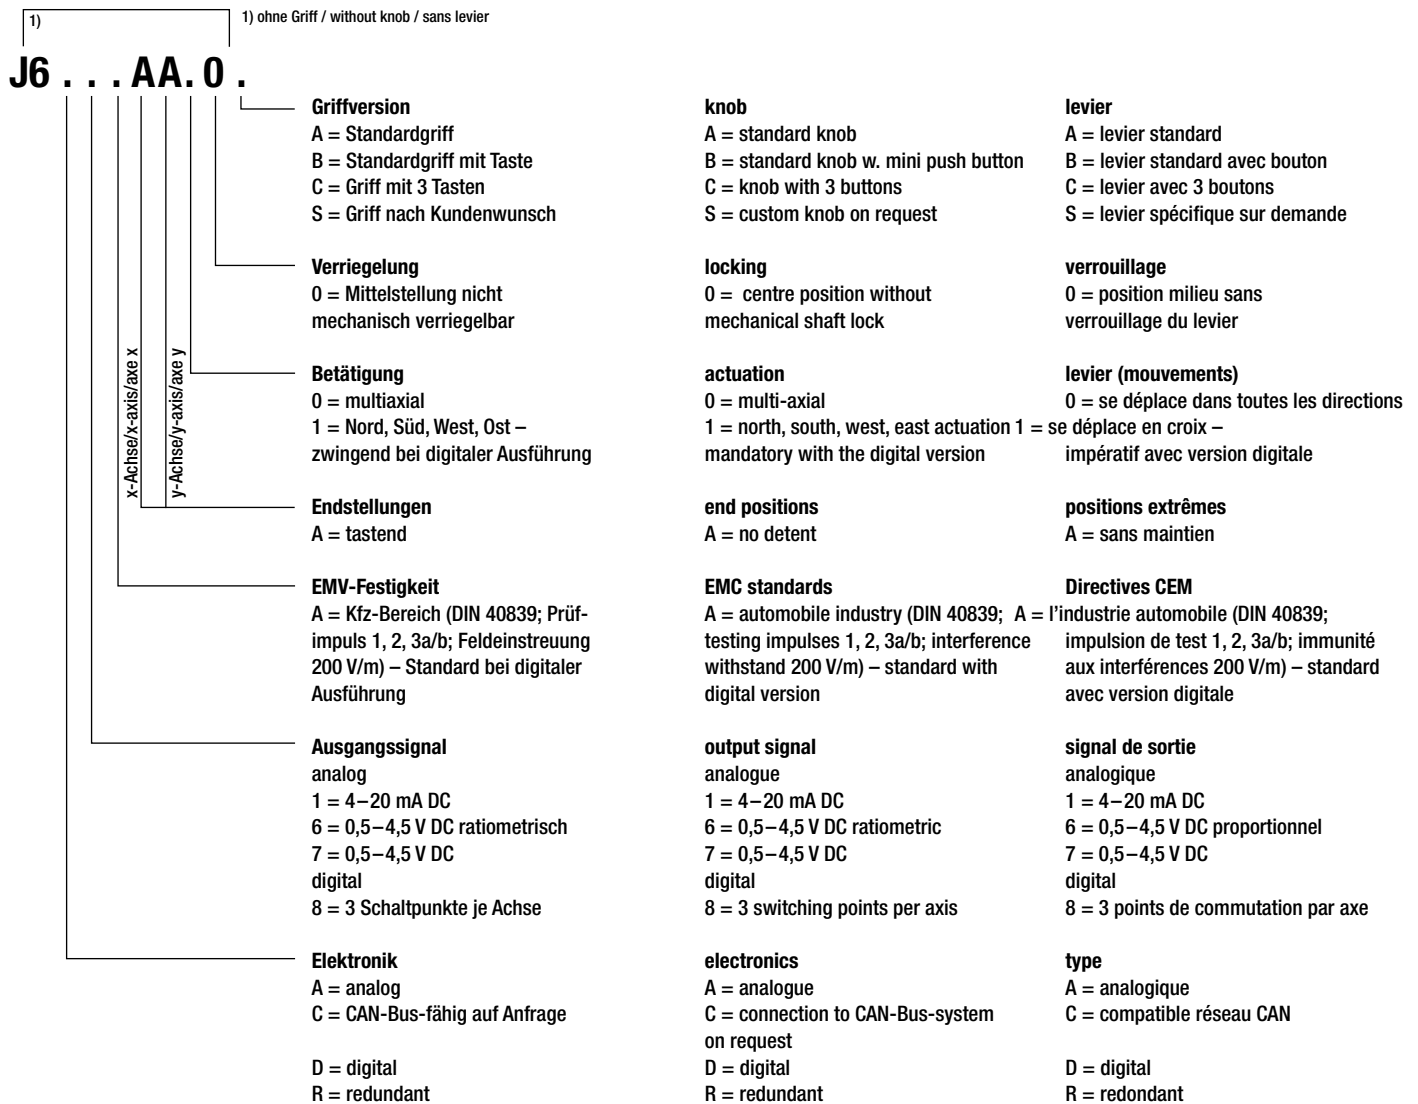 1)
1) ohne Griff / without knob / sans levier
J6 . . . AA. 0 .
Griffversion
A = Standardgriff
B = Standardgriff mit Taste
C = Griff mit 3 Tasten
S = Griff nach Kundenwunsch
knob
A = standard knob
B = standard knob w. mini push button
C = knob with 3 buttons
S = custom knob on request
levier
A = levier standard
B = levier standard avec bouton
C = levier avec 3 boutons
S = levier spécifique sur demande
Verriegelung
0 = Mittelstellung nicht
mechanisch verriegelbar
locking
0 = centre position without
mechanical shaft lock
verrouillage
0 = position milieu sans
verrouillage du levier
x-Achse/x-axis/axe x
y-Achse/y-axis/axe y
Betätigung
0 = multiaxial
1 = Nord, Süd, West, Ost –
zwingend bei digitaler Ausführung
actuation
0 = multi-axial
1 = north, south, west, east actuation
mandatory with the digital version
levier (mouvements)
0 = se déplace dans toutes les directions
1 = se déplace en croix –
impératif avec version digitale
Endstellungen
A = tastend
end positions
A = no detent
positions extrêmes
A = sans maintien
EMV-Festigkeit
A = Kfz-Bereich (DIN 40839; Prüf-
impuls 1, 2, 3a/b; Feldeinstreuung
200 V/m) – Standard bei digitaler
Ausführung
EMC standards
A = automobile industry (DIN 40839;
testing impulses 1, 2, 3a/b; interference
withstand 200 V/m) – standard with
digital version
Directives CEM
A = l'industrie automobile (DIN 40839;
impulsion de test 1, 2, 3a/b; immunité
aux interférences 200 V/m) – standard
avec version digitale
Ausgangssignal
analog
1 = 4–20 mA DC
6 = 0,5–4,5 V DC ratiometrisch
7 = 0,5–4,5 V DC
digital
8 = 3 Schaltpunkte je Achse
output signal
analogue
1 = 4–20 mA DC
6 = 0,5–4,5 V DC ratiometric
7 = 0,5–4,5 V DC
digital
8 = 3 switching points per axis
signal de sortie
analogique
1 = 4–20 mA DC
6 = 0,5–4,5 V DC proportionnel
7 = 0,5–4,5 V DC
digital
8 = 3 points de commutation par axe
Elektronik
A = analog
C = CAN-Bus-fähig auf Anfrage
D = digital
R = redundant
electronics
A = analogue
C = connection to CAN-Bus-system
on request
D = digital
R = redundant
type
A = analogique
C = compatible réseau CAN
D = digital
R = redondant